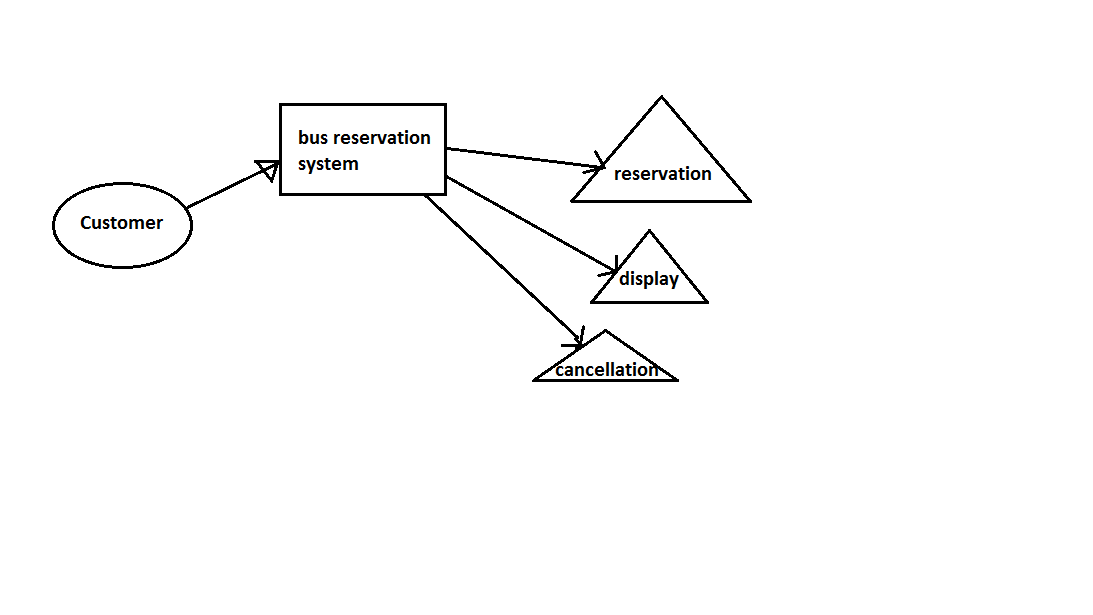 Customer
bus reservation
system
reservation
display
cancellation